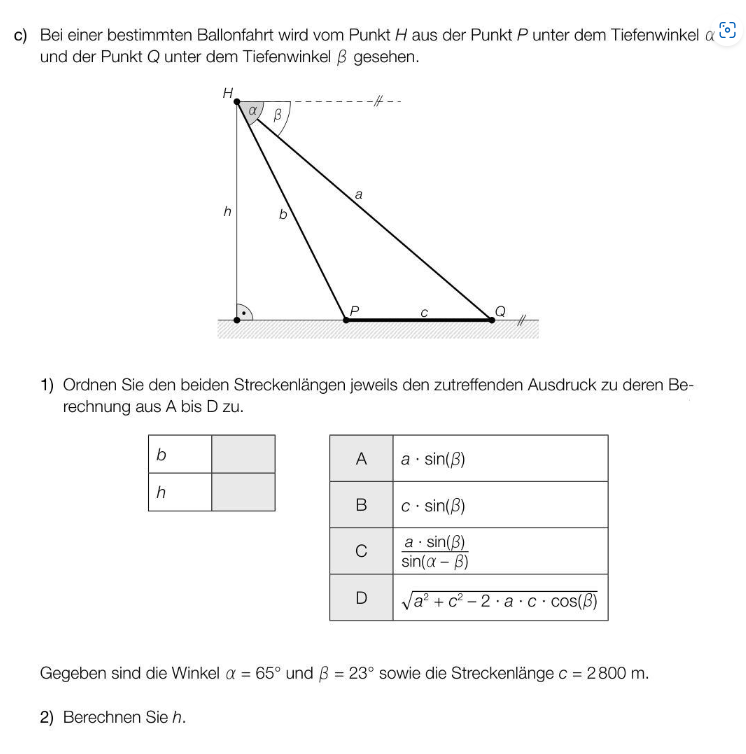 c) Bei einer bestimmten Ballonfahrt wird vom Punkt H aus der Punkt P unter dem Tiefenwinkel α
und der Punkt Q unter dem Tiefenwinkel β gesehen.
H
α
β
a
h
b
P
c
Q
1) Ordnen Sie den beiden Streckenlängen jeweils den zutreffenden Ausdruck zu deren Be-
rechnung aus A bis D zu.
b
h
A a · sin(β)
B c · sin(β)
C a · sin(β) / sin(α – β)
D √a² + c² – 2 · a · c · cos(β)
Gegeben sind die Winkel α = 65° und β = 23° sowie die Streckenlänge c = 2 800 m.
2) Berechnen Sie h.